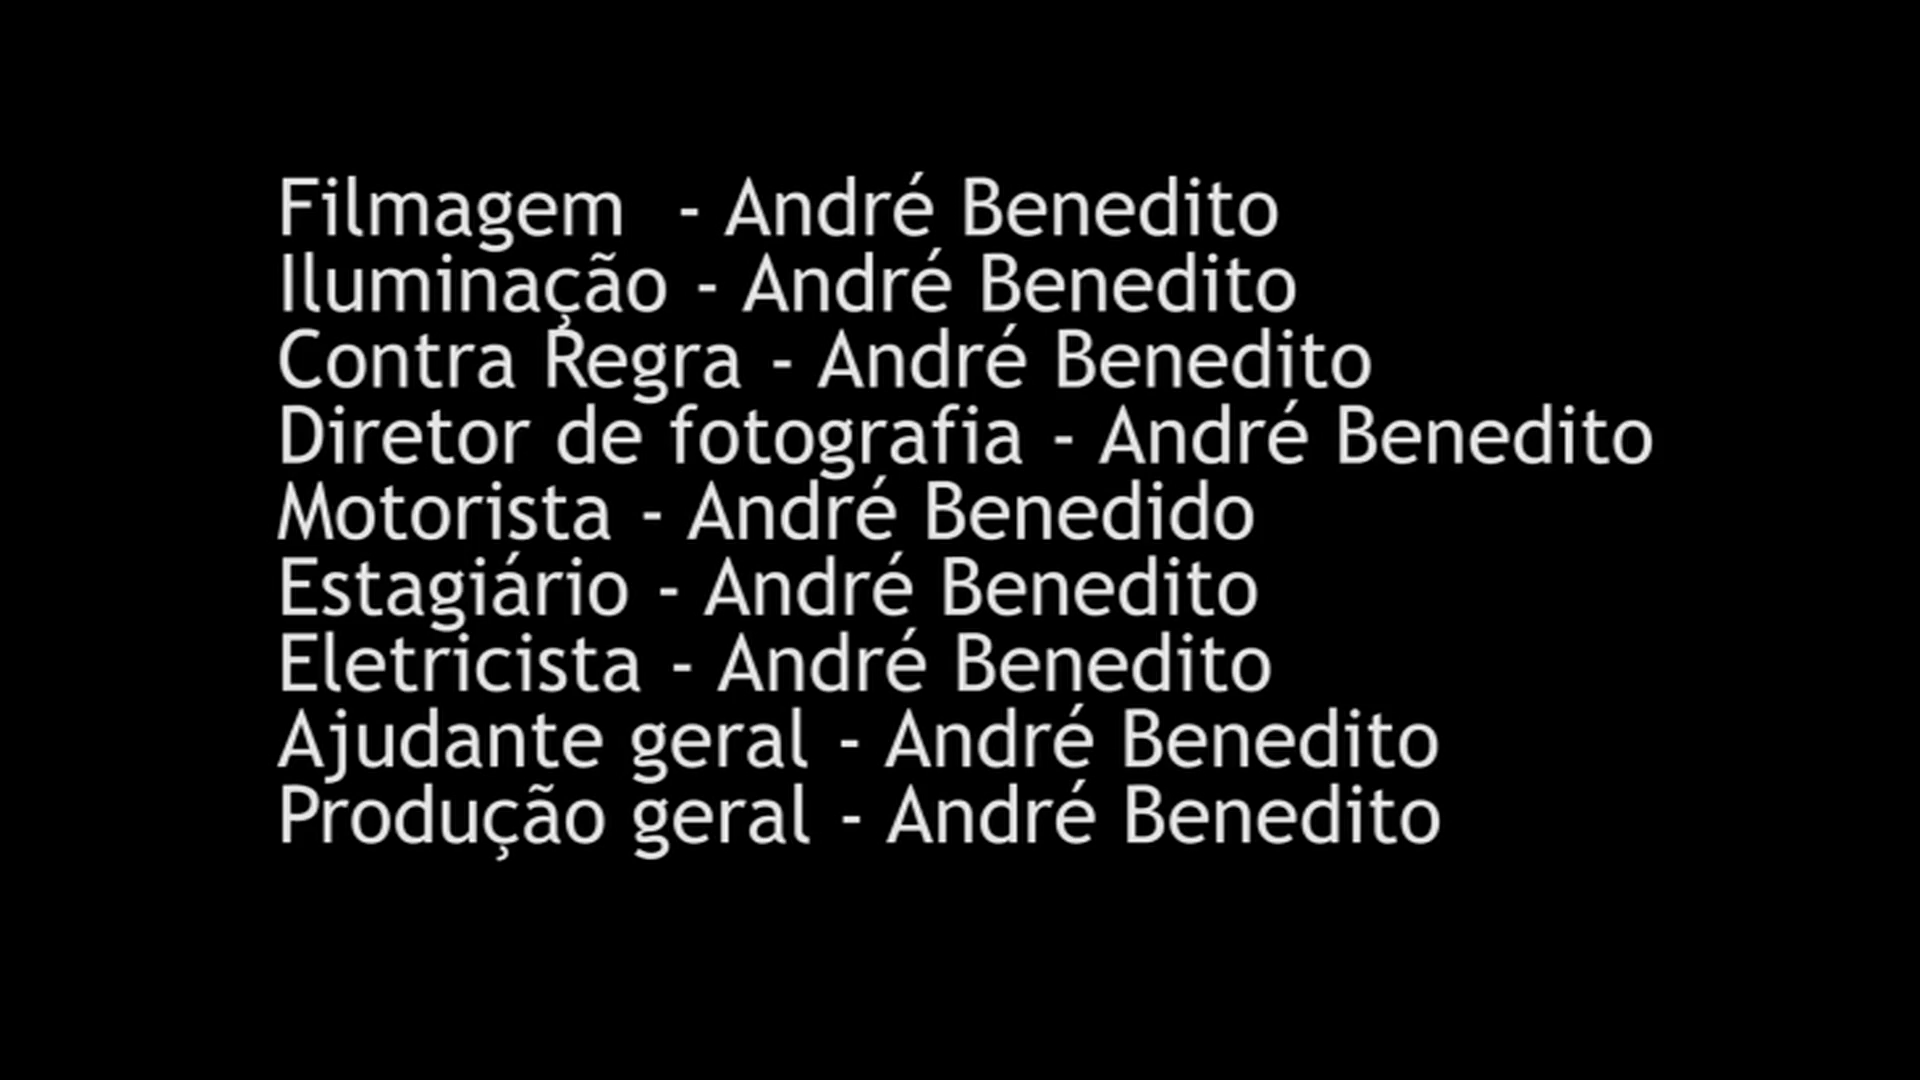 Filmagem  - André Benedito
Iluminação - André Benedito
Contra Regra - André Benedito
Diretor de fotografia - André Benedito
Motorista - André Benedido
Estagiário - André Benedito
Eletricista - André Benedito
Ajudante geral - André Benedito
Produção geral - André Benedito